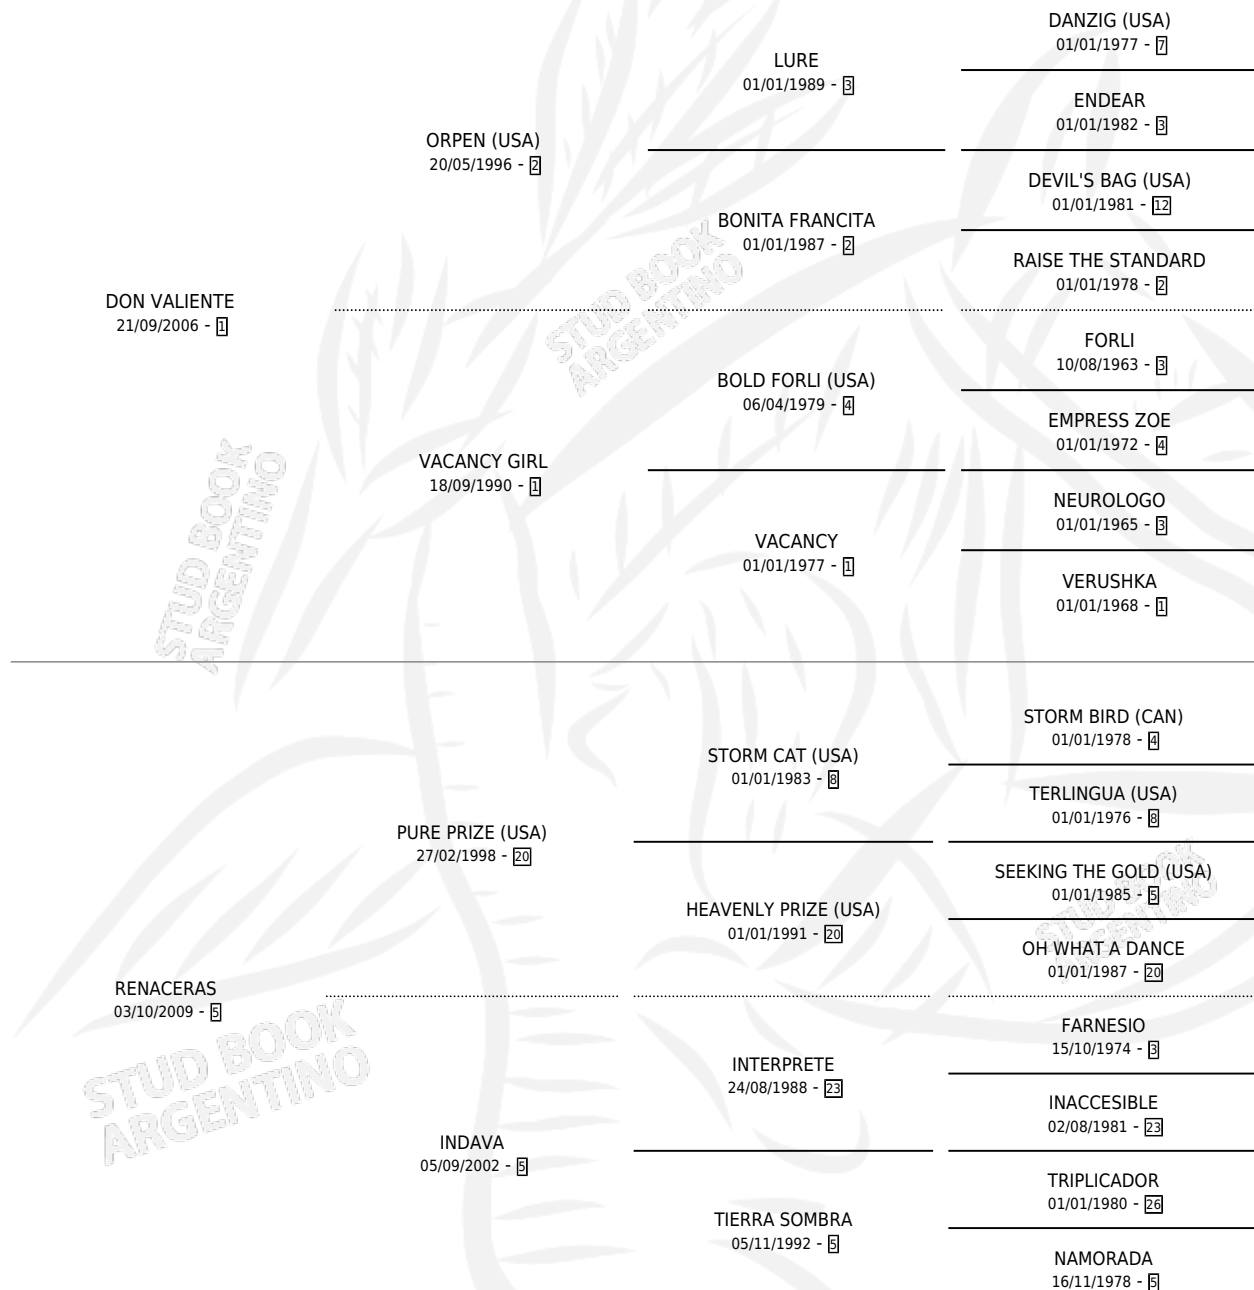 DON VALIENTE
21/09/2006 - 1
ORPEN (USA)
20/05/1996 - 2
LURE
01/01/1989 - 3
DANZIG (USA)
01/01/1977 - 7
ENDEAR
01/01/1982 - 3
BONITA FRANCITA
01/01/1987 - 2
DEVIL'S BAG (USA)
01/01/1981 - 12
RAISE THE STANDARD
01/01/1978 - 2
VACANCY GIRL
18/09/1990 - 1
BOLD FORLI (USA)
06/04/1979 - 4
FORLI
10/08/1963 - 3
EMPRESS ZOE
01/01/1972 - 4
VACANCY
01/01/1977 - 1
NEUROLOGO
01/01/1965 - 3
VERUSHKA
01/01/1968 - 1
RENACERAS
03/10/2009 - 5
PURE PRIZE (USA)
27/02/1998 - 20
STORM CAT (USA)
01/01/1983 - 8
STORM BIRD (CAN)
01/01/1978 - 4
TERLINGUA (USA)
01/01/1976 - 8
HEAVENLY PRIZE (USA)
01/01/1991 - 20
SEEKING THE GOLD (USA)
01/01/1985 - 5
OH WHAT A DANCE
01/01/1987 - 20
INDAVA
05/09/2002 - 5
INTERPRETE
24/08/1988 - 23
FARNESIO
15/10/1974 - 3
INACCESIBLE
02/08/1981 - 23
TIERRA SOMBRA
05/11/1992 - 5
TRIPLICADOR
01/01/1980 - 26
NAMORADA
16/11/1978 - 5
STUD BOOK
ARGENTINO
STUD BOOK
ARGENTINO
STUD BOOK
ARGENTINO
STUD BOOK
ARGENTINO